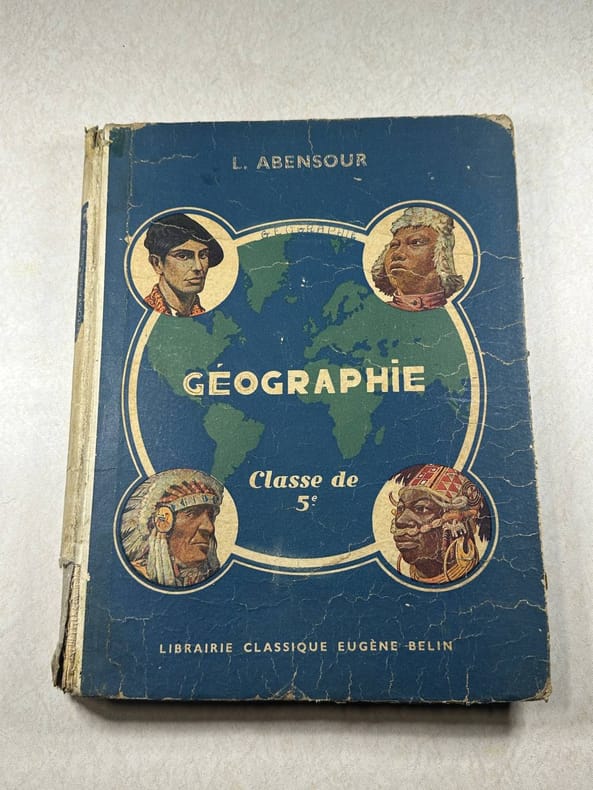 L. ABENSOUR
GÉOGRAPHIE
GÉOGRAPHIE
Classe de
5e
LIBRAIRIE CLASSIQUE EUGÈNE BELIN